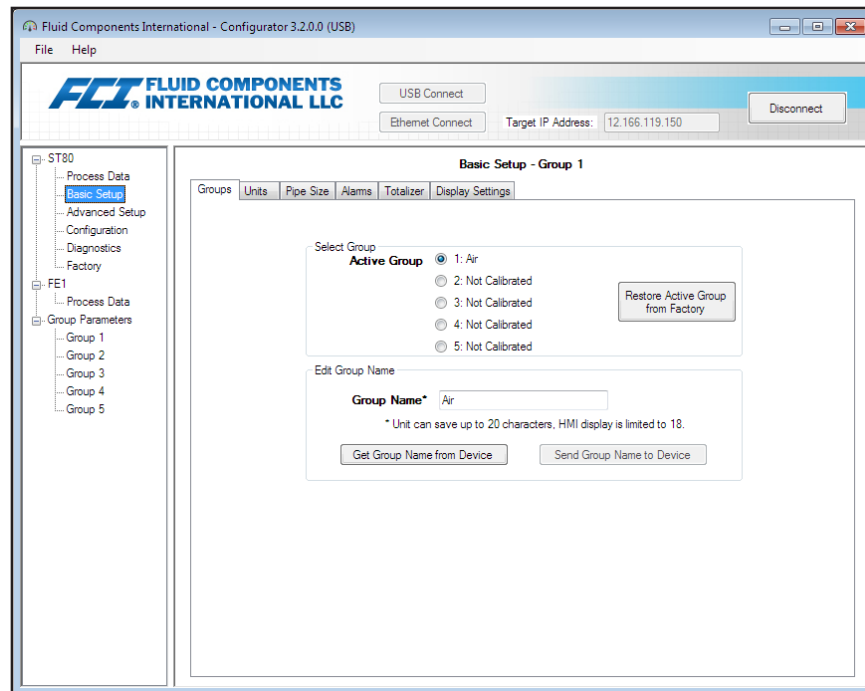 Fluid Components International - Configurator 3.2.0.0 (USB)
File Help
FCI. FLUID COMPONENTS
® INTERNATIONAL LLC
USB Connect
Ethernet Connect Target IP Address: 12.166.119.150
Disconnect
ST80
Process Data
Basic Setup
Advanced Setup
Configuration
Diagnostics
Factory
FE1
Process Data
Group Parameters
Group 1
Group 2
Group 3
Group 4
Group 5
Basic Setup - Group 1
Groups Units Pipe Size Alarms Totalizer Display Settings
Select Group
Active Group 1: Air
2: Not Calibrated
3: Not Calibrated
4: Not Calibrated
5: Not Calibrated
Restore Active Group
from Factory
Edit Group Name
Group Name* Air
* Unit can save up to 20 characters, HMI display is limited to 18.
Get Group Name from Device Send Group Name to Device